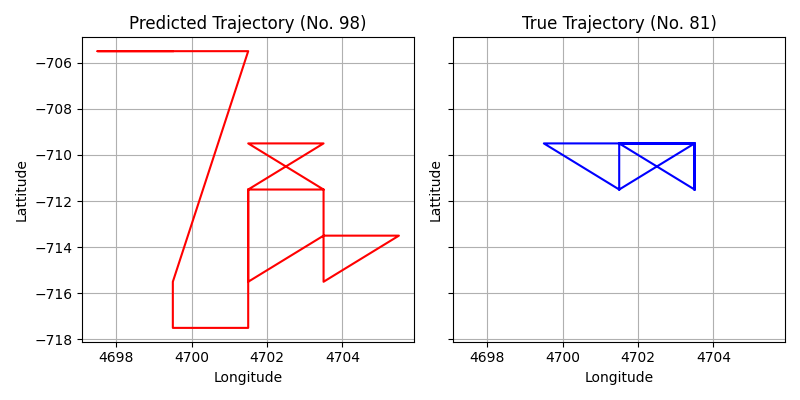 Predicted Trajectory (No. 98)
True Trajectory (No. 81)
Lattitude
−706
−708
−710
−712
−714
−716
−718
4698
4700
4702
4704
Longitude
Lattitude
4698
4700
4702
4704
Longitude